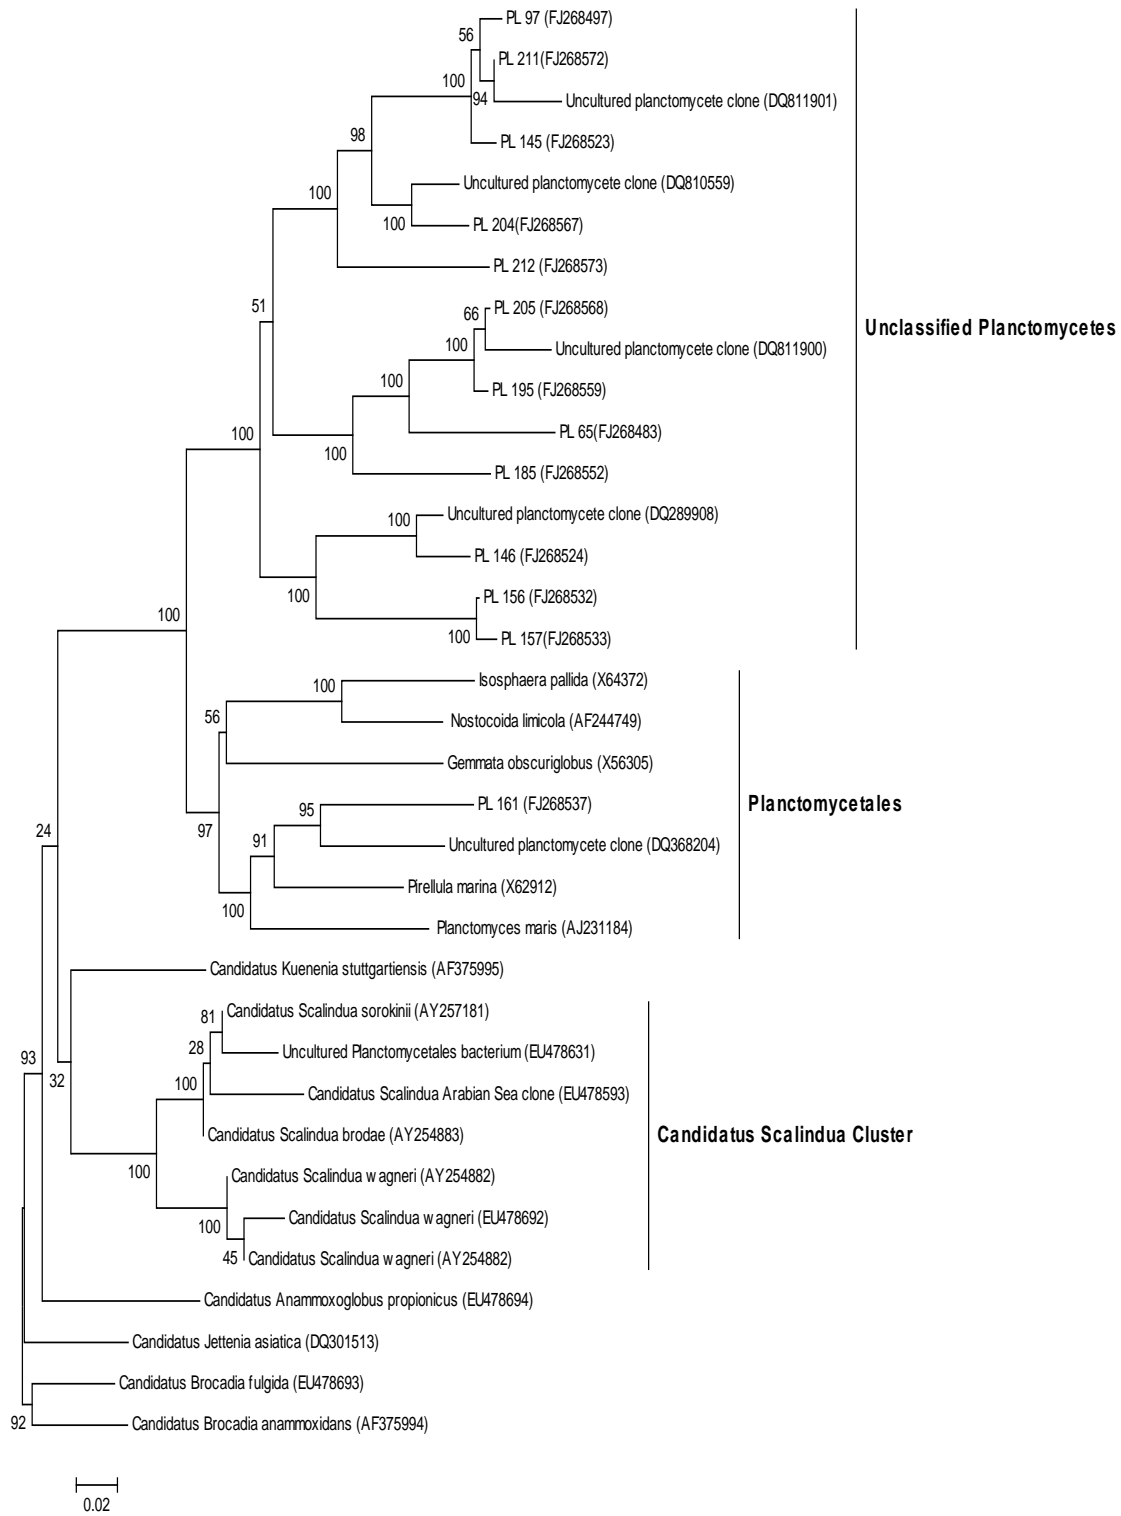 PL 97 (FJ268497)
56
PL 211(FJ268572)
100
94
Uncultured planctomycete clone (DQ811901)
98
PL 145 (FJ268523)
Uncultured planctomycete clone (DQ810559)
100
100
PL 204(FJ268567)
PL 212 (FJ268573)
51
66
PL 205 (FJ268568)
Unclassified Planctomycetes
100
Uncultured planctomycete clone (DQ811900)
100
PL 195 (FJ268559)
100
PL 65(FJ268483)
100
PL 185 (FJ268552)
100
Uncultured planctomycete clone (DQ289908)
PL 146 (FJ268524)
100
PL 156 (FJ268532)
100
100
PL 157(FJ268533)
100
Isosphaera pallida (X64372)
56
Nostocoida limicola (AF244749)
Gemmata obscuriglobus (X56305)
95
PL 161 (FJ268537)
Planctomycetales
24
97
91
Uncultured planctomycete clone (DQ368204)
Pirellula marina (X62912)
100
Planctomyces maris (AJ231184)
Candidatus Kuenenia stuttgartiensis (AF375995)
81
Candidatus Scalindua sorokinii (AY257181)
93
28
Uncultured Planctomycetales bacterium (EU478631)
32
100
Candidatus Scalindua Arabian Sea clone (EU478593)
Candidatus Scalindua brodae (AY254883)
Candidatus Scalindua Cluster
100
Candidatus Scalindua wagneri (AY254882)
100
Candidatus Scalindua wagneri (EU478692)
45
Candidatus Scalindua wagneri (AY254882)
Candidatus Anammoxoglobus propionicus (EU478694)
Candidatus Jettenia asiatica (DQ301513)
Candidatus Brocadia fulgida (EU478693)
92
Candidatus Brocadia anammoxidans (AF375994)
0.02